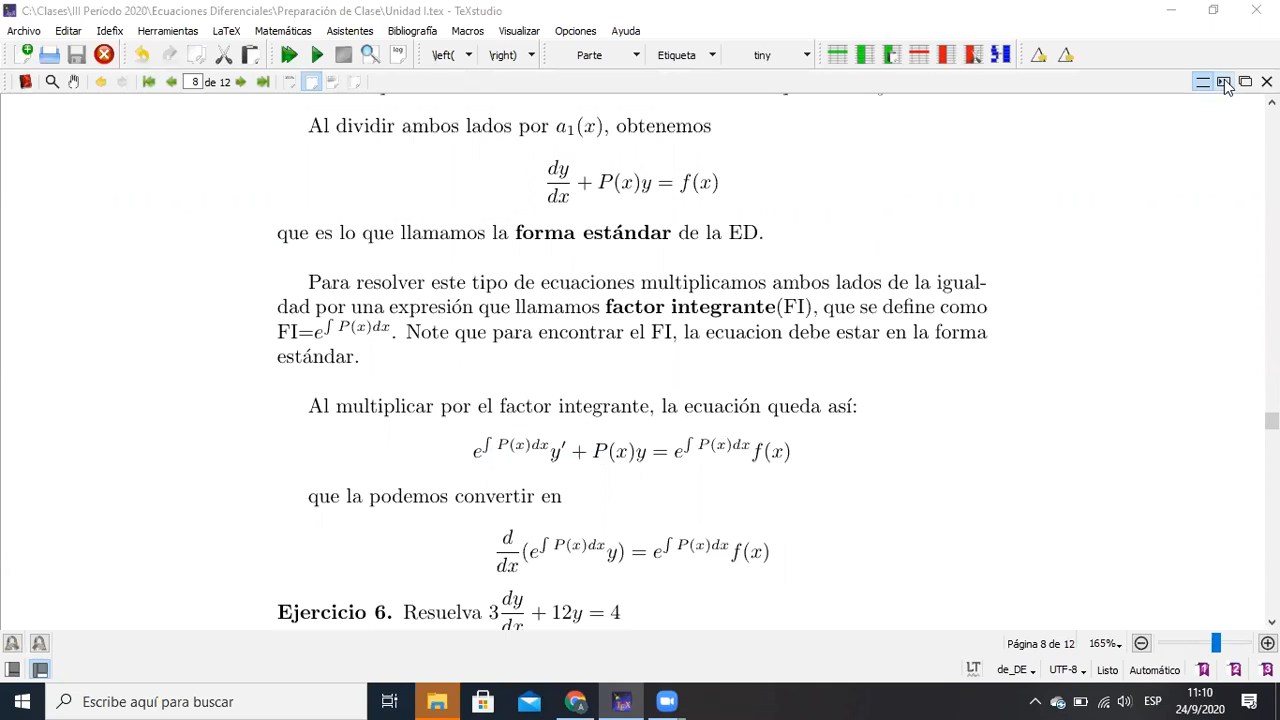 C:\Clases\III Período 2020\Ecuaciones Diferenciales\Preparación de Clase\Unidad I.tex - TeXstudio
Archivo Editar Idefix Herramientas LaTeX Matemáticas Asistentes Bibliografía Macros Visualizar Opciones Ayuda
\left( \right) Parte Etiqueta tiny
8 de 12
Al dividir ambos lados por a₁(x), obtenemos
dy/dx + P(x)y = f(x)
que es lo que llamamos la forma estándar de la ED.
Para resolver este tipo de ecuaciones multiplicamos ambos lados de la igual-
dad por una expresión que llamamos factor integrante(FI), que se define como
FI=e^{∫ P(x)dx}. Note que para encontrar el FI, la ecuacion debe estar en la forma
estándar.
Al multiplicar por el factor integrante, la ecuación queda así:
e^{∫ P(x)dx}y′ + P(x)y = e^{∫ P(x)dx}f(x)
que la podemos convertir en
d/dx(e^{∫ P(x)dx}y) = e^{∫ P(x)dx}f(x)
Ejercicio 6. Resuelva 3dy/dx + 12y = 4
Página 8 de 12 165%
LT de_DE UTF-8 Listo Automático 1 2 3
Escribe aquí para buscar
ESP 11:10
24/9/2020